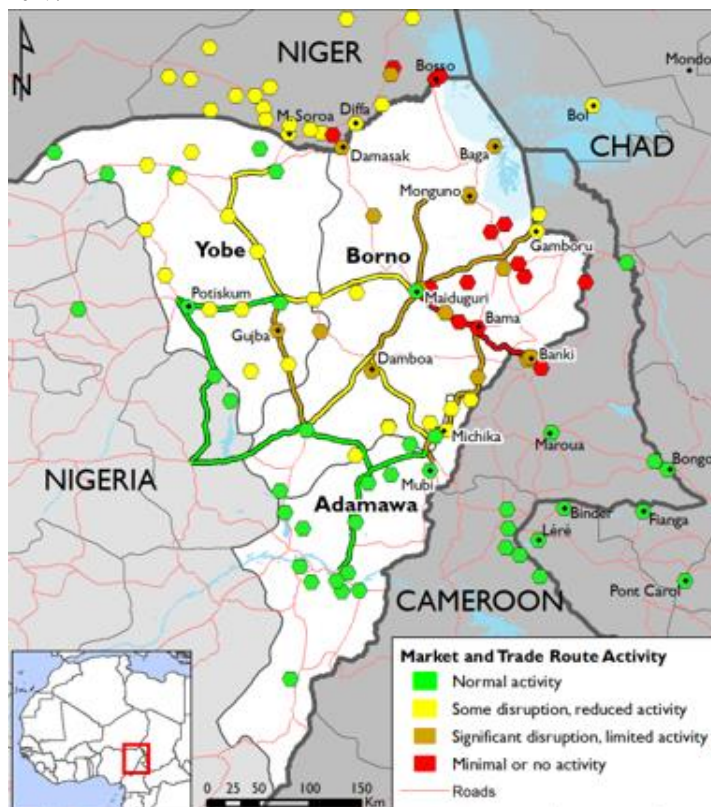 NIGER
Mondo
Bosso
N
M. Soroa
Diffa
Bol
CHAD
Damasak
Baga
Monguno
Yobe
Borno
Gamboru
Potiskum
Maiduguri
Gujba
Bama
Damboa
Banki
Michika
Maroua
NIGERIA
Mubi
Bongo
Adamawa
Binder
Fianga
Léré
CAMEROON
Pont Carol
Market and Trade Route Activity
Normal activity
Some disruption, reduced activity
Significant disruption, limited activity
Minimal or no activity
Roads
0 25 50 100 150
Km